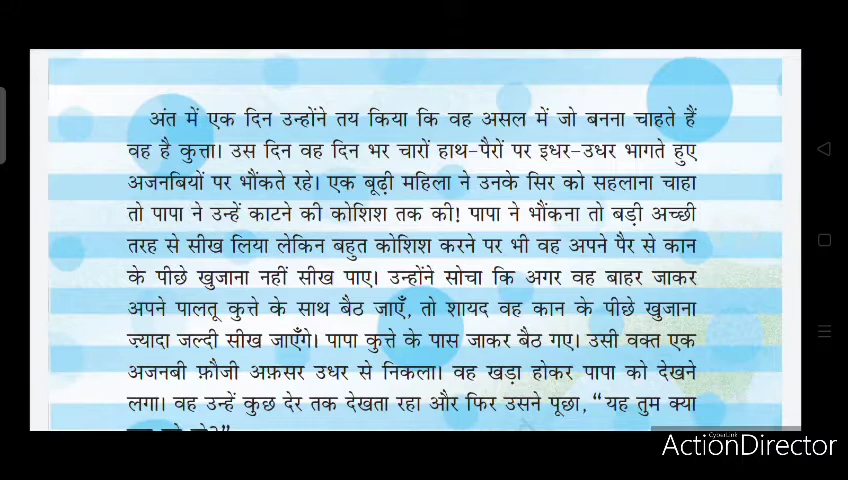 अंत में एक दिन उन्होंने तय किया कि वह असल में जो बनना चाहते हैं
वह है कुत्ता। उस दिन वह दिन भर चारों हाथ-पैरों पर इधर-उधर भागते हुए
अजनबियों पर भौंकते रहे। एक बूढ़ी महिला ने उनके सिर को सहलाना चाहा
तो पापा ने उन्हें काटने की कोशिश तक की! पापा ने भौंकना तो बड़ी अच्छी
तरह से सीख लिया लेकिन बहुत कोशिश करने पर भी वह अपने पैर से कान
के पीछे खुजाना नहीं सीख पाए। उन्होंने सोचा कि अगर वह बाहर जाकर
अपने पालतू कुत्ते के साथ बैठ जाएँ, तो शायद वह कान के पीछे खुजाना
ज़्यादा जल्दी सीख जाएँगे। पापा कुत्ते के पास जाकर बैठ गए। उसी वक्त एक
अजनबी फ़ौजी अफ़सर उधर से निकला। वह खड़ा होकर पापा को देखने
लगा। वह उन्हें कुछ देर तक देखता रहा और फिर उसने पूछा, “यह तुम क्या
CyberLink
ActionDirector